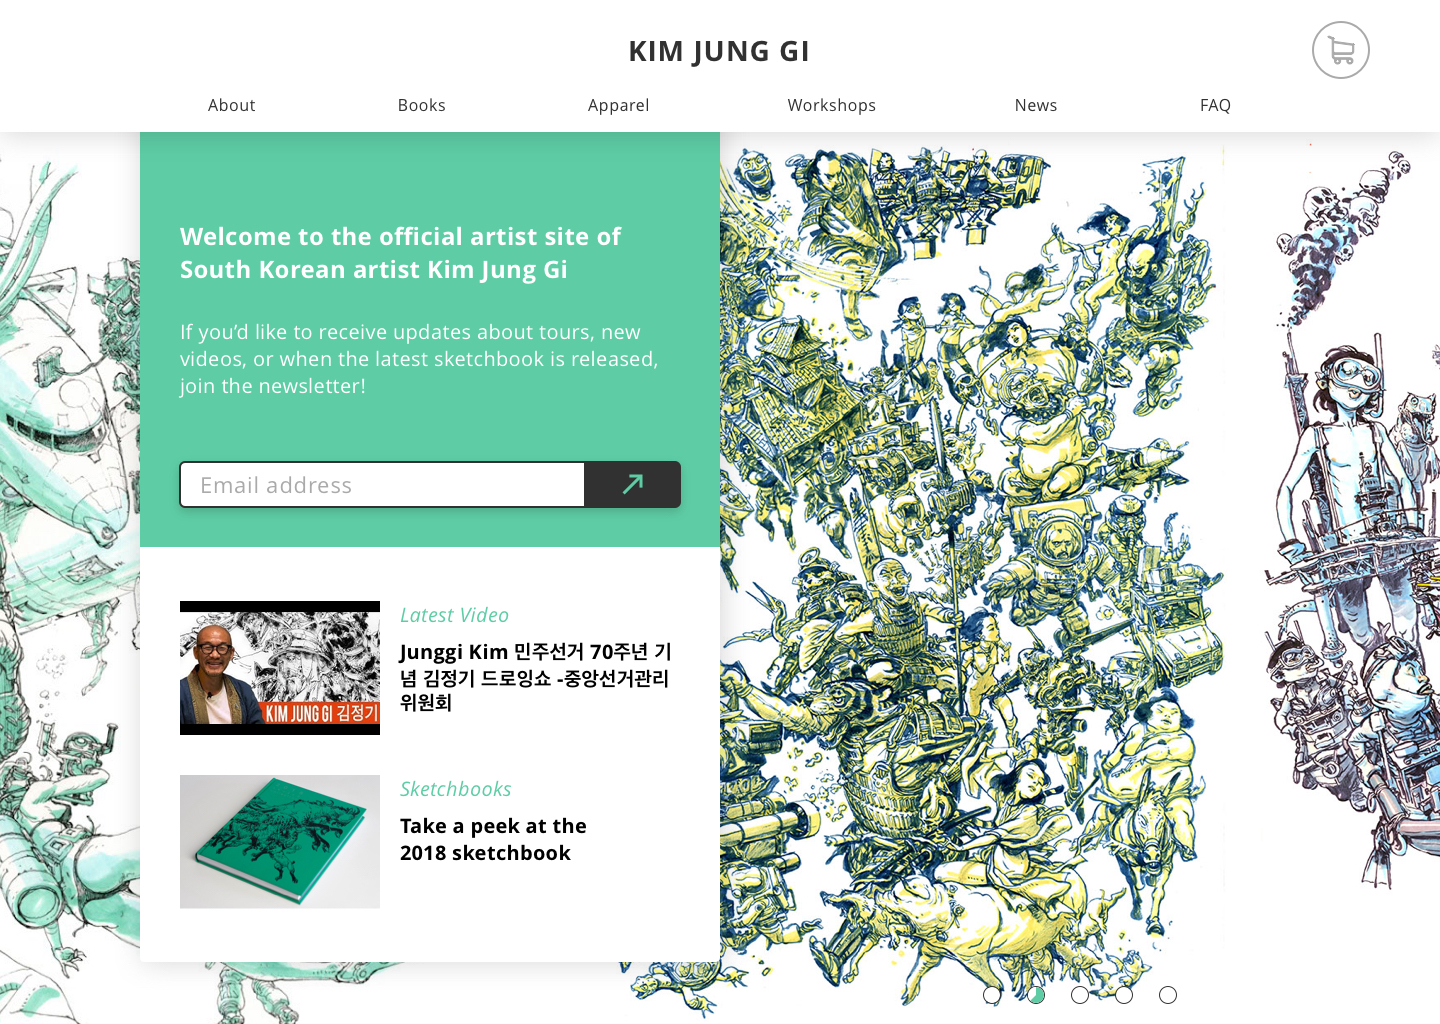 KIM JUNG GI
About
Books
Apparel
Workshops
News
FAQ
Welcome to the official artist site of
South Korean artist Kim Jung Gi
If you’d like to receive updates about tours, new
videos, or when the latest sketchbook is released,
join the newsletter!
Email address
KIM JUNG GI 김정기
Latest Video
Junggi Kim 민주선거 70주년 기
념 김정기 드로잉쇼 -중앙선거관리
위원회
Sketchbooks
Take a peek at the
2018 sketchbook